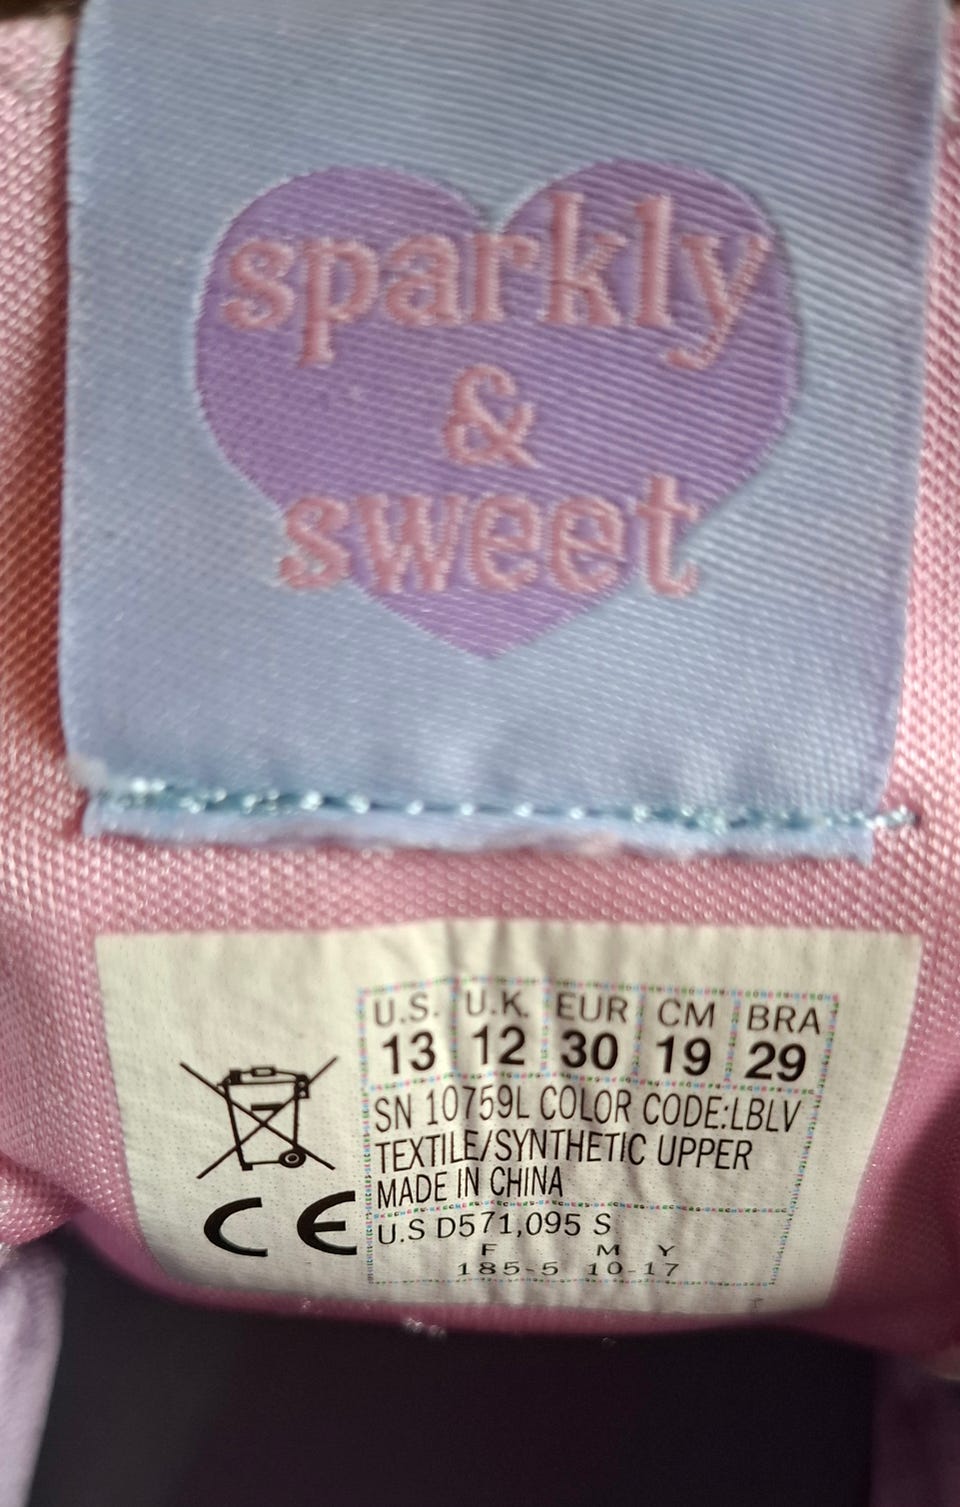 sparkly
&
sweet
U.S. U.K. EUR CM BRA
13 12 30 19 29
SN 10759L COLOR CODE:LBLV
TEXTILE/SYNTHETIC UPPER
MADE IN CHINA
CE
U.S D571,095 S
F M Y
185-5 10-17